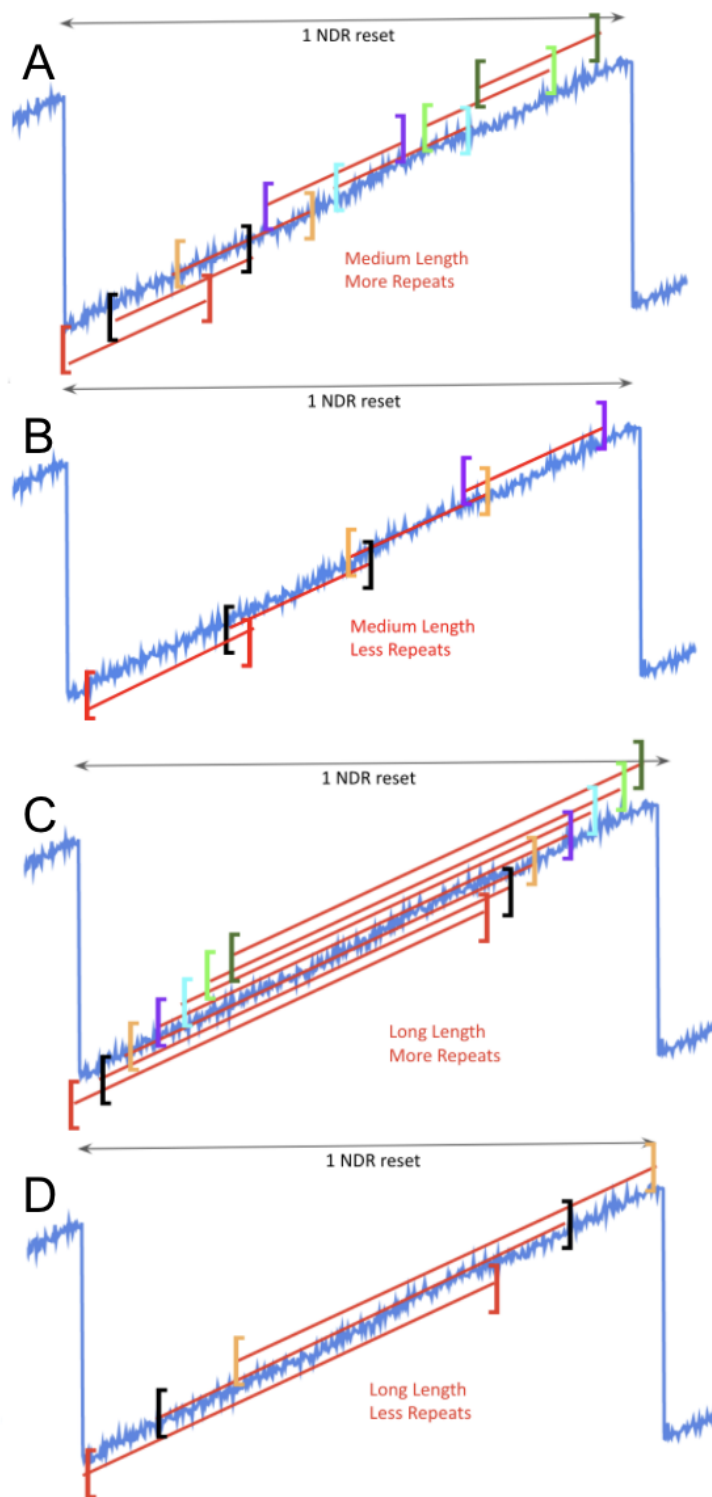 1 NDR reset
A
Medium Length
More Repeats
1 NDR reset
B
Medium Length
Less Repeats
1 NDR reset
C
Long Length
More Repeats
1 NDR reset
D
Long Length
Less Repeats